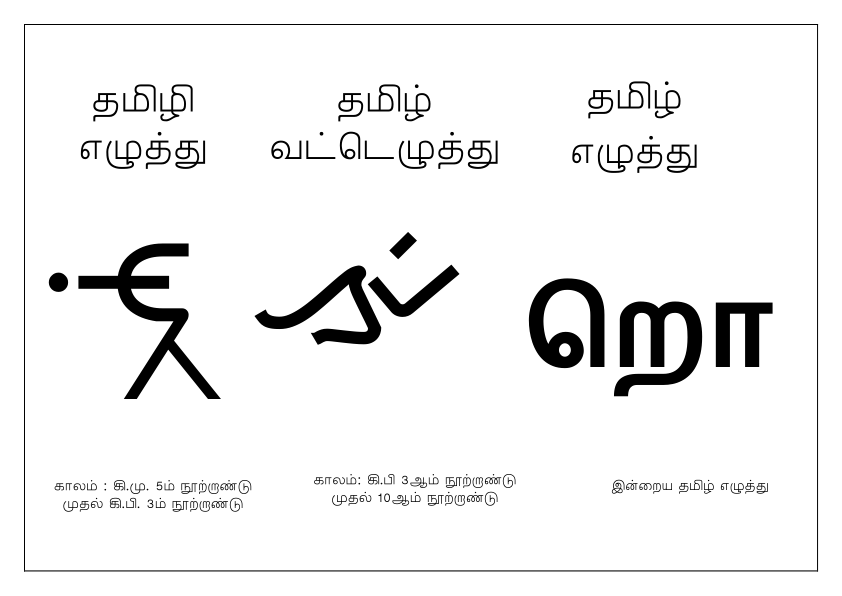 தமிழி
எழுத்து
தமிழ்
வட்டெழுத்து
தமிழ்
எழுத்து
றொ
காலம் : கி.மு. 5ம் நூற்றாண்டு
முதல் கி.பி. 3ம் நூற்றாண்டு
காலம்: கி.பி 3ஆம் நூற்றாண்டு
முதல் 10ஆம் நூற்றாண்டு
இன்றைய தமிழ் எழுத்து